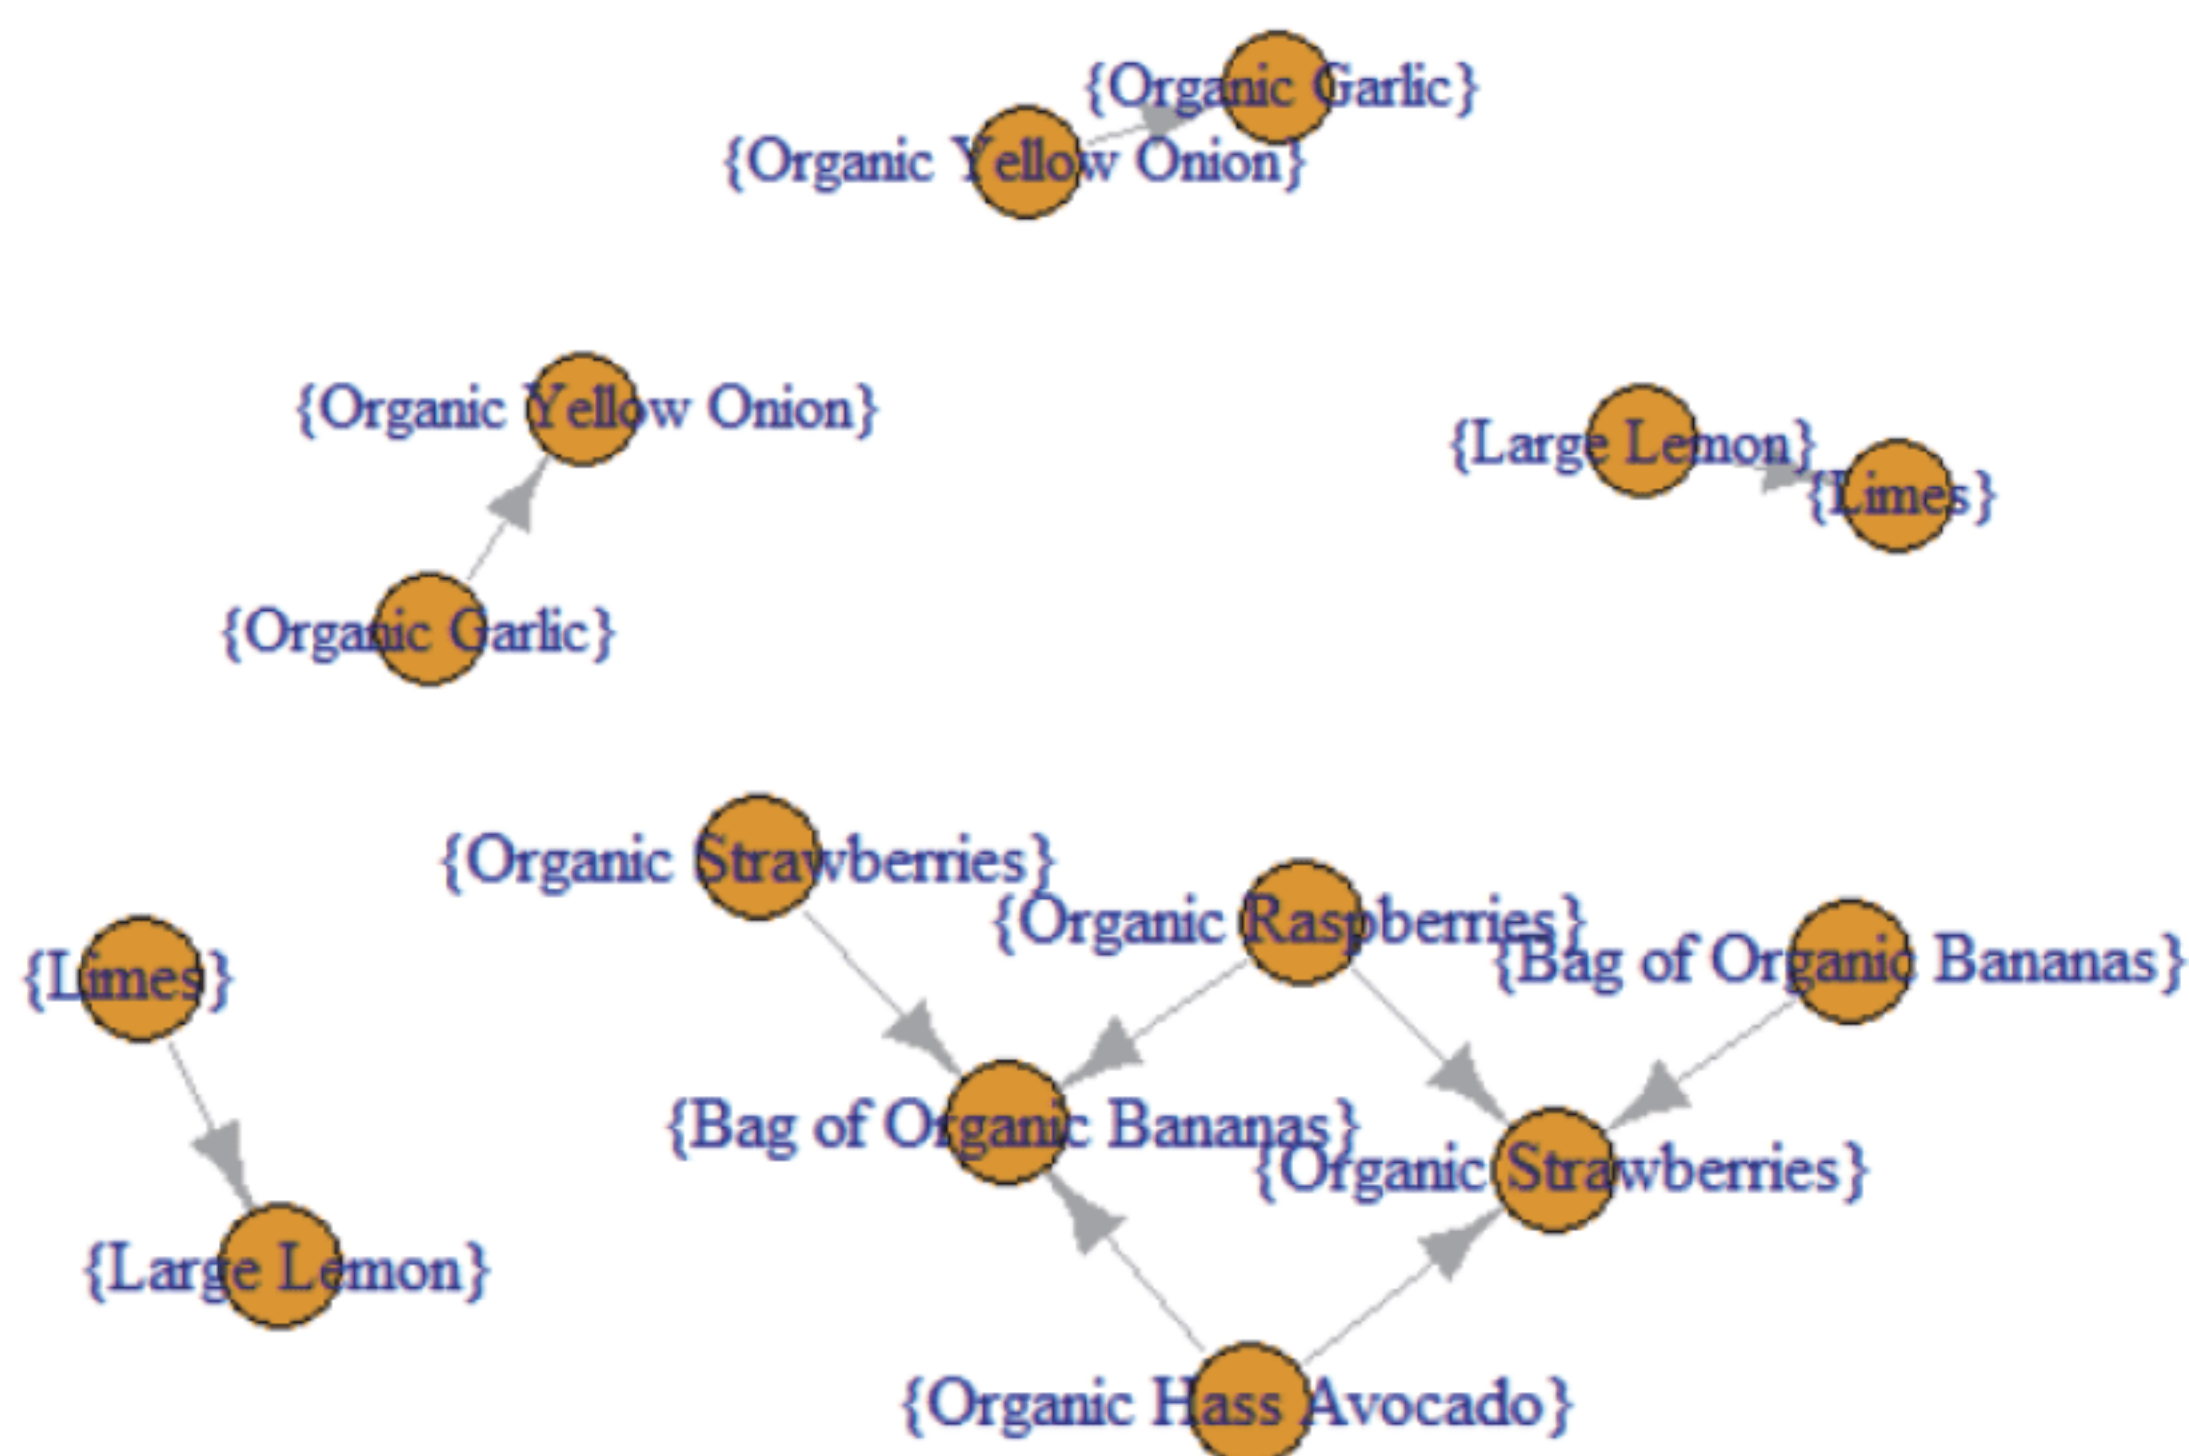 {Organic Garlic}
{Organic Yellow Onion}
{Organic Yellow Onion}
{Large Lemon}
{Limes}
{Organic Garlic}
{Organic Strawberries}
{Organic Raspberries}
{Bag of Organic Bananas}
{Limes}
{Bag of Organic Bananas}
{Organic Strawberries}
{Large Lemon}
{Organic Hass Avocado}